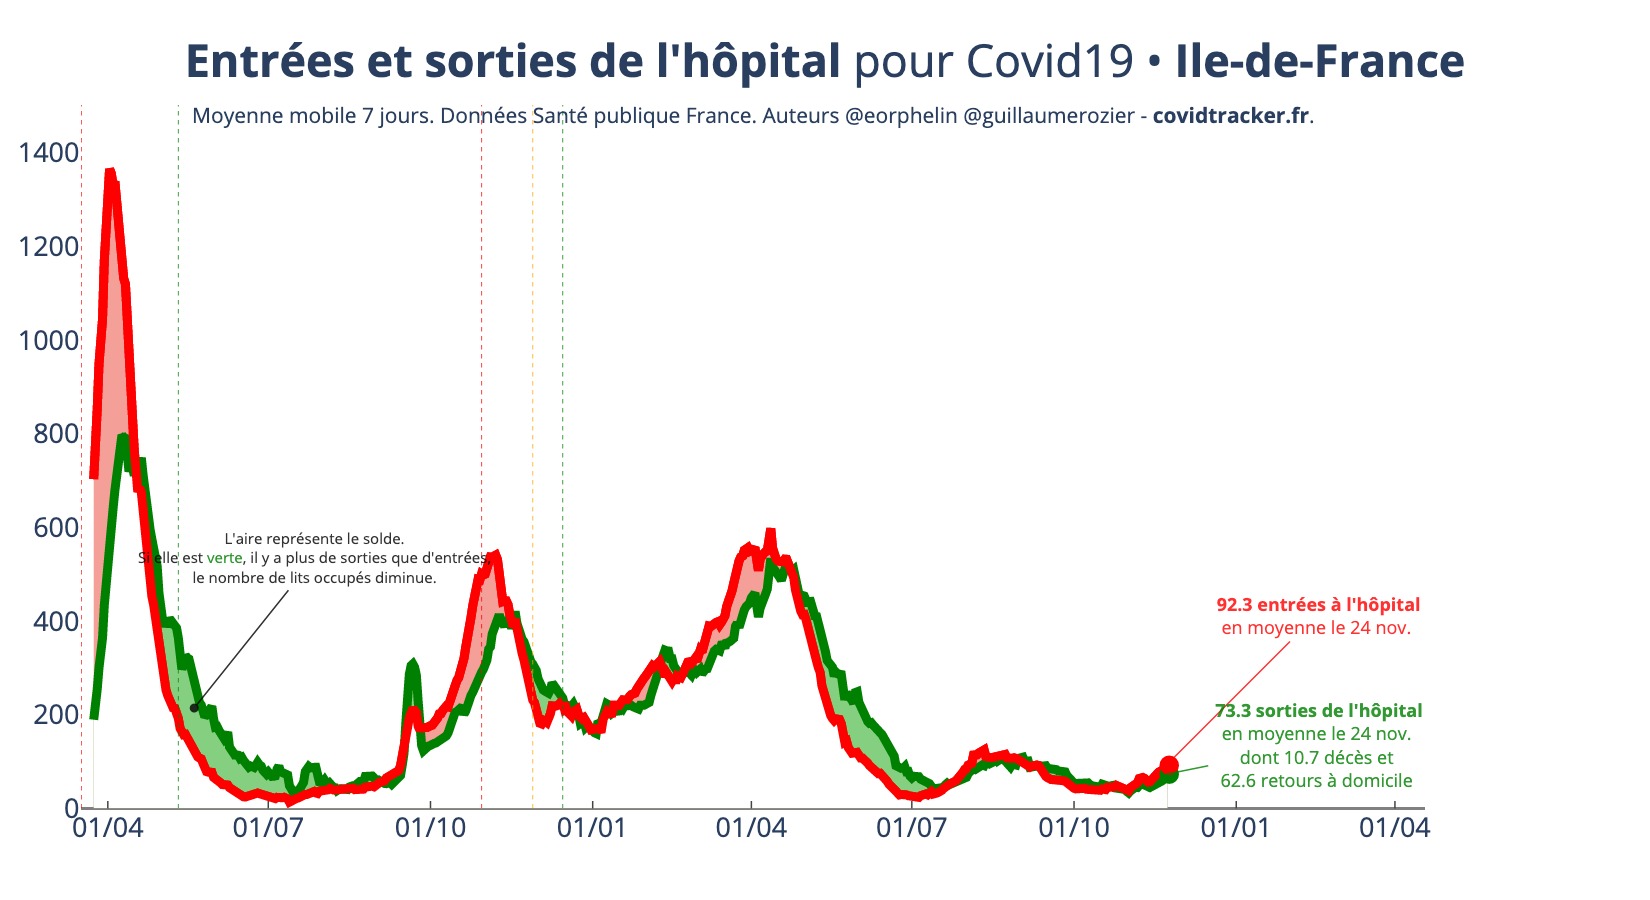 Entrées et sorties de l'hôpital pour Covid19 • Ile-de-France
Moyenne mobile 7 jours. Données Santé publique France. Auteurs @eorphelin @guillaumerozier - covidtracker.fr.
1400
1200
1000
800
600
400
200
0
L'aire représente le solde.
Si elle est verte, il y a plus de sorties que d'entrées,
le nombre de lits occupés diminue.
92.3 entrées à l'hôpital
en moyenne le 24 nov.
73.3 sorties de l'hôpital
en moyenne le 24 nov.
dont 10.7 décès et
62.6 retours à domicile
01/04 01/07 01/10 01/01 01/04 01/07 01/10 01/01 01/04